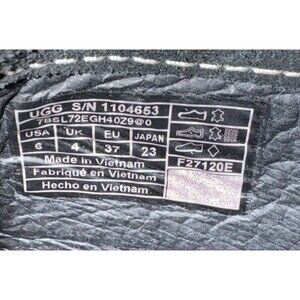 UGG S/N 1104653
7BSL72EGH40Z9@0
USA UK EU JAPAN
6 4 37 23
F27120E
Made in Vietnam
Fabriqué en Vietnam
Hecho en Vietnam